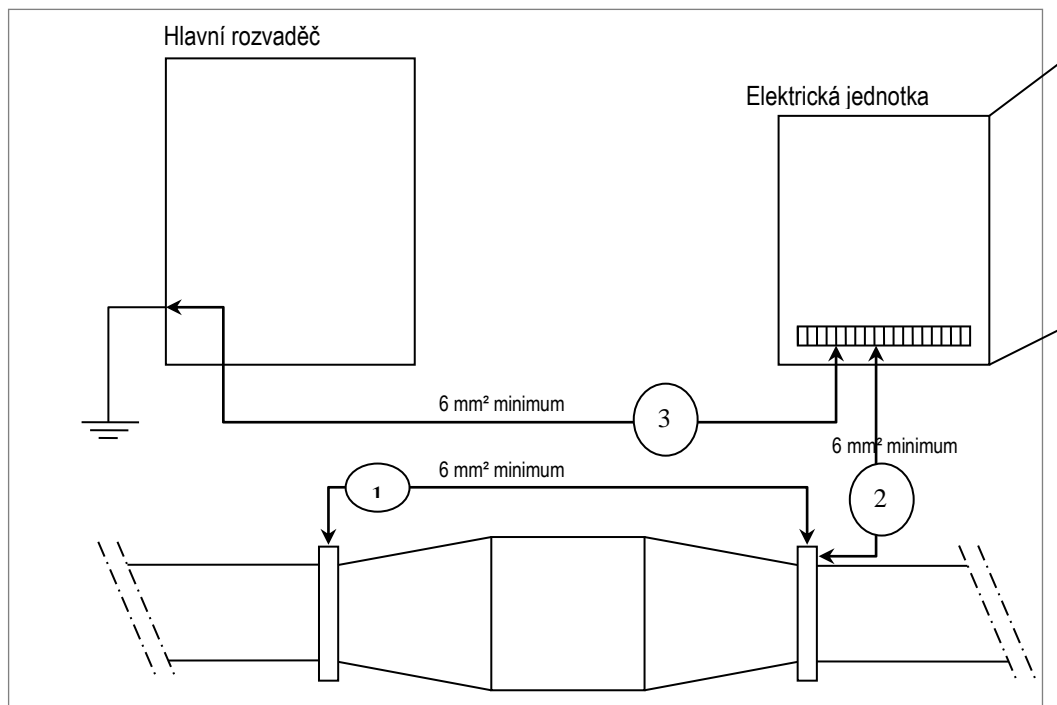 Hlavní rozvaděč
Elektrická jednotka
6 mm² minimum
3
6 mm² minimum
6 mm² minimum
1
2